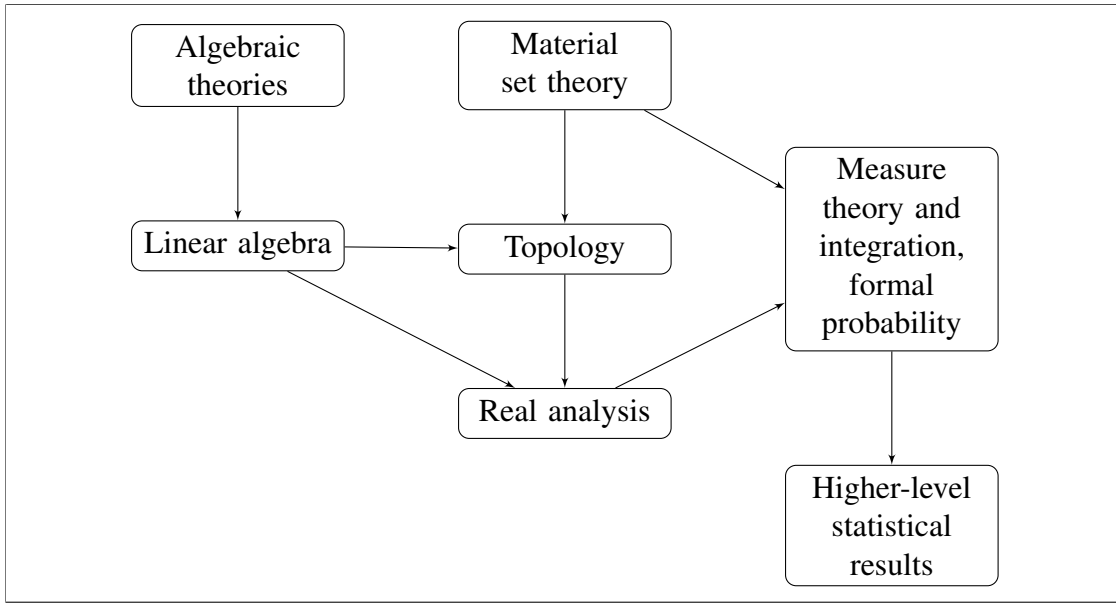 Algebraic
theories
Material
set theory
Measure
theory and
integration,
formal
probability
Linear algebra
Topology
Real analysis
Higher-level
statistical
results